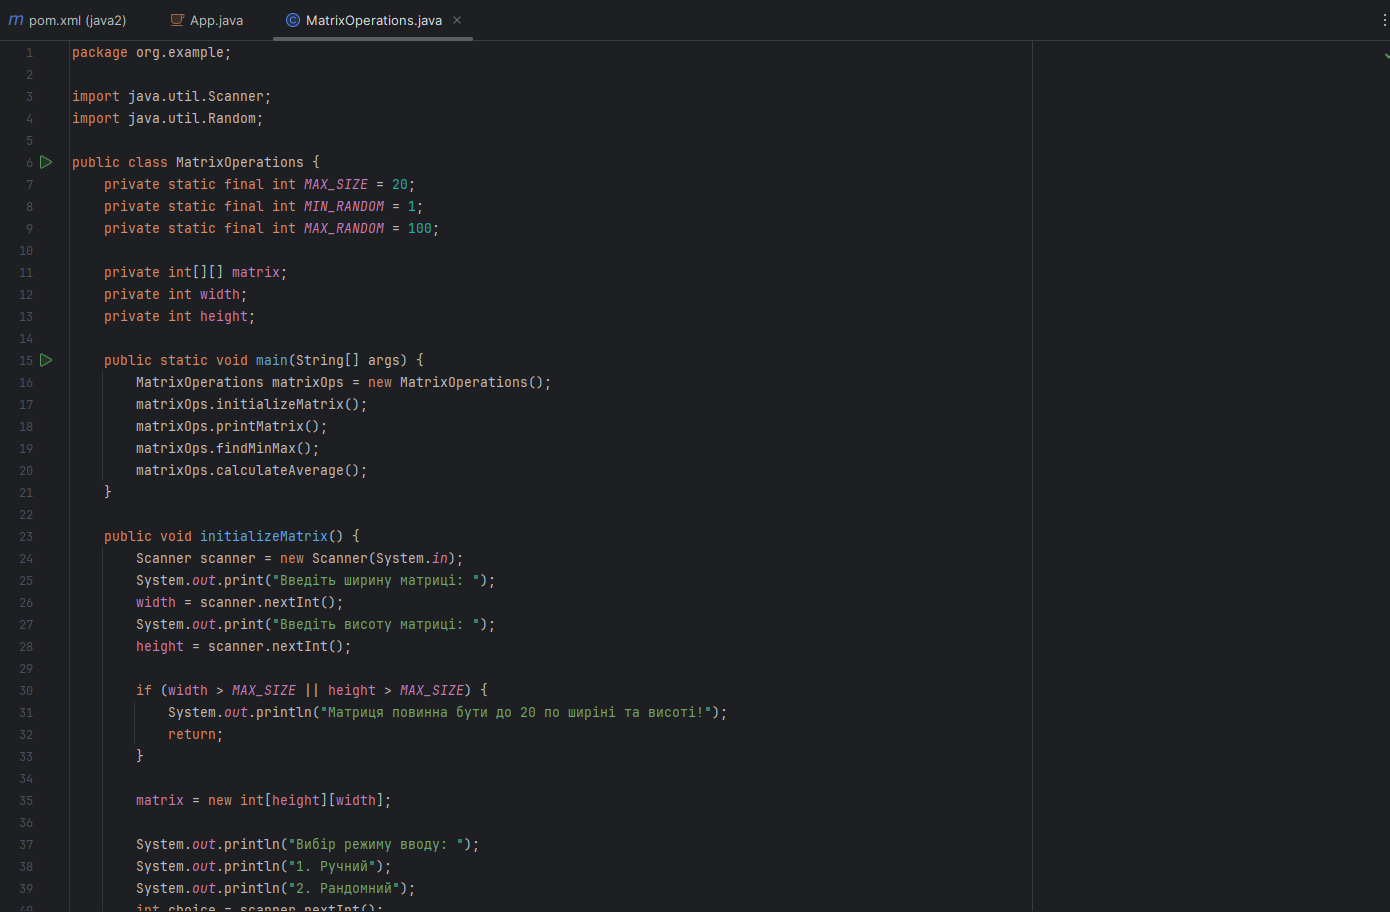 m pom.xml (java2) App.java MatrixOperations.java
1 package org.example;
2
3 import java.util.Scanner;
4 import java.util.Random;
5
6 public class MatrixOperations {
7 private static final int MAX_SIZE = 20;
8 private static final int MIN_RANDOM = 1;
9 private static final int MAX_RANDOM = 100;
10
11 private int[][] matrix;
12 private int width;
13 private int height;
14
15 public static void main(String[] args) {
16 MatrixOperations matrixOps = new MatrixOperations();
17 matrixOps.initializeMatrix();
18 matrixOps.printMatrix();
19 matrixOps.findMinMax();
20 matrixOps.calculateAverage();
21 }
22
23 public void initializeMatrix() {
24 Scanner scanner = new Scanner(System.in);
25 System.out.print("Введіть ширину матриці: ");
26 width = scanner.nextInt();
27 System.out.print("Введіть висоту матриці: ");
28 height = scanner.nextInt();
29
30 if (width > MAX_SIZE || height > MAX_SIZE) {
31 System.out.println("Матриця повинна бути до 20 по ширіні та висоті!");
32 return;
33 }
34
35 matrix = new int[height][width];
36
37 System.out.println("Вибір режиму вводу: ");
38 System.out.println("1. Ручний");
39 System.out.println("2. Рандомний");
40 int choice = scanner.nextInt();